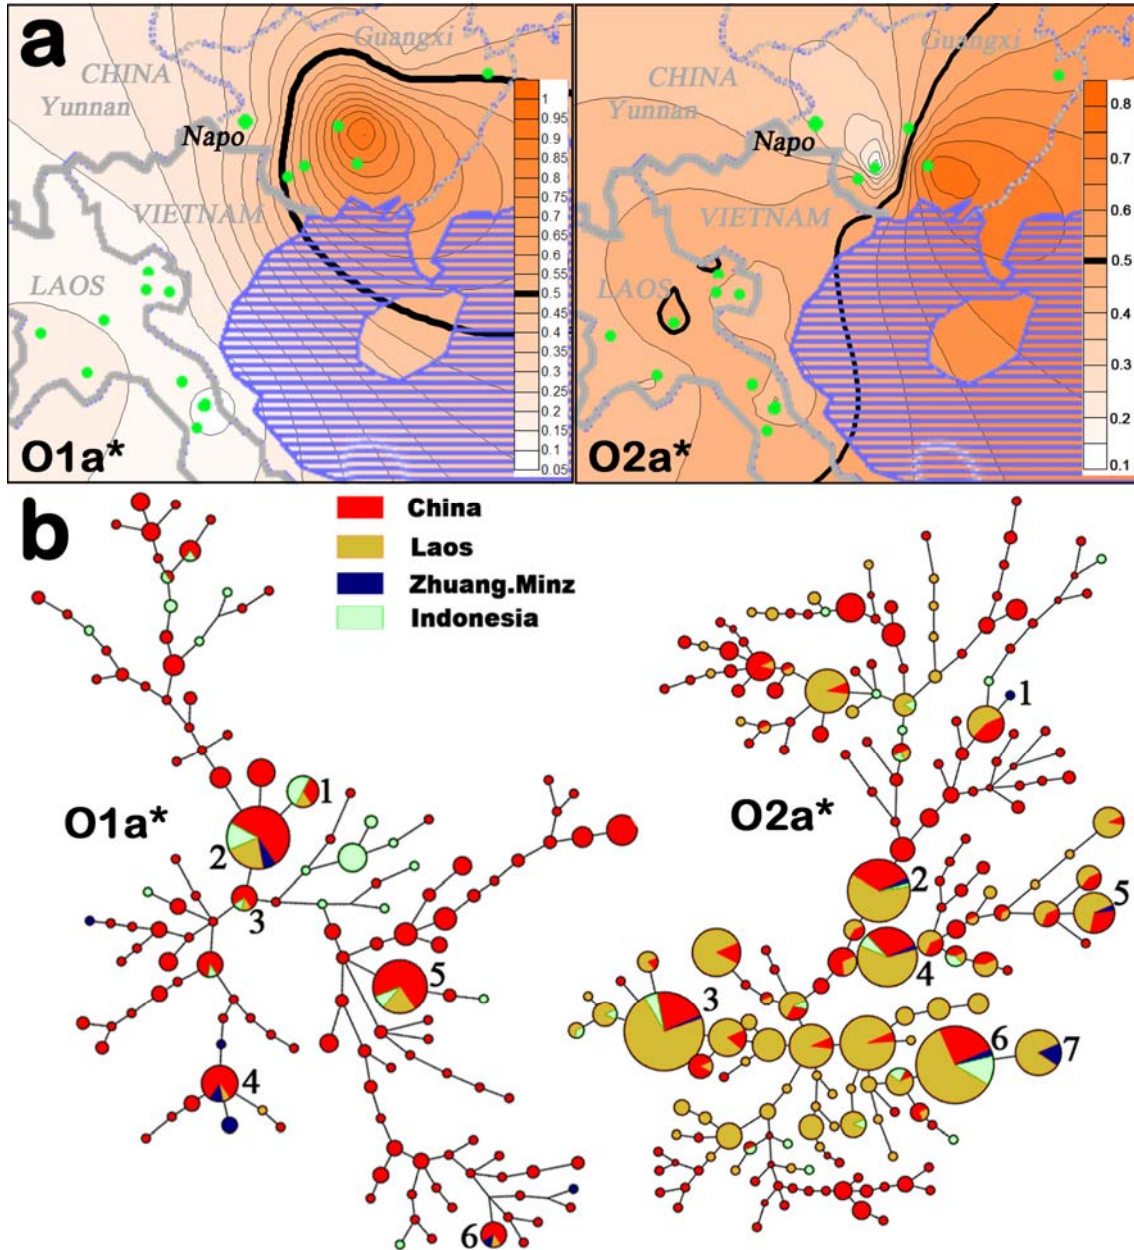 a
CHINA
Yunnan
Guangxi
Napo
VIETNAM
LAOS
O1a*
1
0.95
0.9
0.85
0.8
0.75
0.7
0.65
0.6
0.55
0.5
0.45
0.4
0.35
0.3
0.25
0.2
0.15
0.1
0.05
CHINA
Yunnan
Guangxi
Napo
VIETNAM
LAOS
O2a*
0.8
0.7
0.6
0.5
0.4
0.3
0.2
0.1
b
China
Laos
Zhuang.Minz
Indonesia
O1a*
1
2
3
4
5
6
O2a*
1
2
3
4
5
6
7